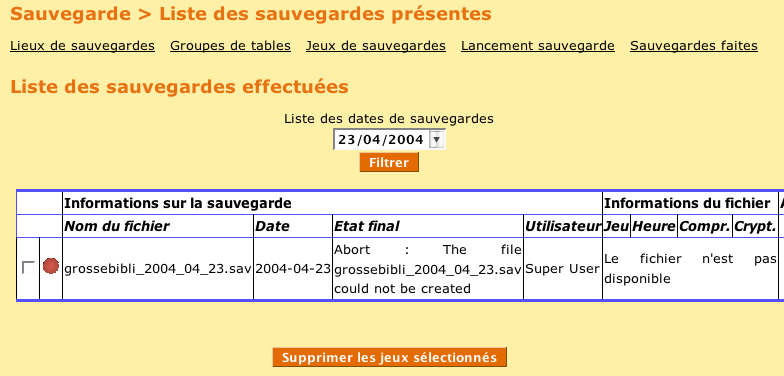 Sauvegarde > Liste des sauvegardes présentes
Lieux de sauvegardes Groupes de tables Jeux de sauvegardes Lancement sauvegarde Sauvegardes faites
Liste des sauvegardes effectuées
Liste des dates de sauvegardes
23/04/2004
Filtrer
Informations sur la sauvegarde Informations du fichier
Nom du fichier Date Etat final Utilisateur Jeu Heure Compr. Crypt.
grossebibli_2004_04_23.sav 2004-04-23 Abort : The file
grossebibli_2004_04_23.sav
could not be created
Super User
Le fichier n'est pas
disponible
Supprimer les jeux sélectionnés